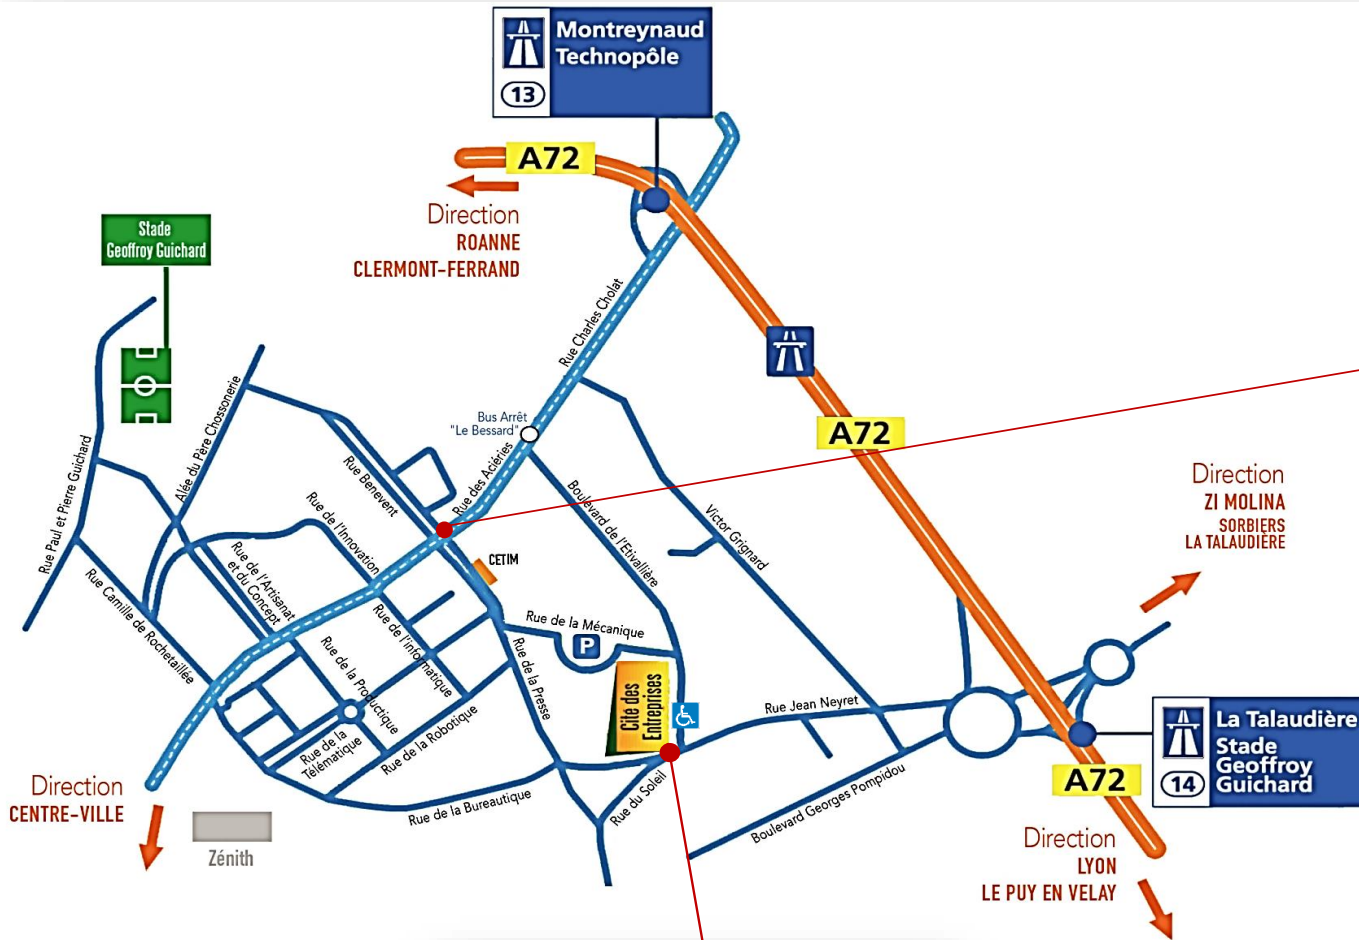 Montreynaud
Technopôle
13
A72
Direction
ROANNE
CLERMONT-FERRAND
Stade
Geoffroy Guichard
Rue Charles Cholat
Bus Arrêt
"Le Bessard"
A72
Rue des Aciéries
Alée du Père Chossonerie
Rue Paul et Pierre Guichard
Rue Benevent
Rue de l'Innovation
Boulevard de l'Etivallière
Victor Grignard
Direction
ZI MOLINA
SORBIERS
LA TALAUDIÈRE
CETIM
Rue de l'Artisanat
et du Concept
Rue Camille de Rochetaillée
Rue de l'informatique
Rue de la Mécanique
P
Rue de la Productique
Rue de la Presse
Cité des
Entreprises
Rue Jean Neyret
Rue de la
Télématique
Rue de la Robotique
La Talaudière
Stade
Geoffroy
Guichard
14
A72
Direction
CENTRE-VILLE
Rue de la Bureautique
Rue du Soleil
Boulevard Georges Pompidou
Zénith
Direction
LYON
LE PUY EN VELAY